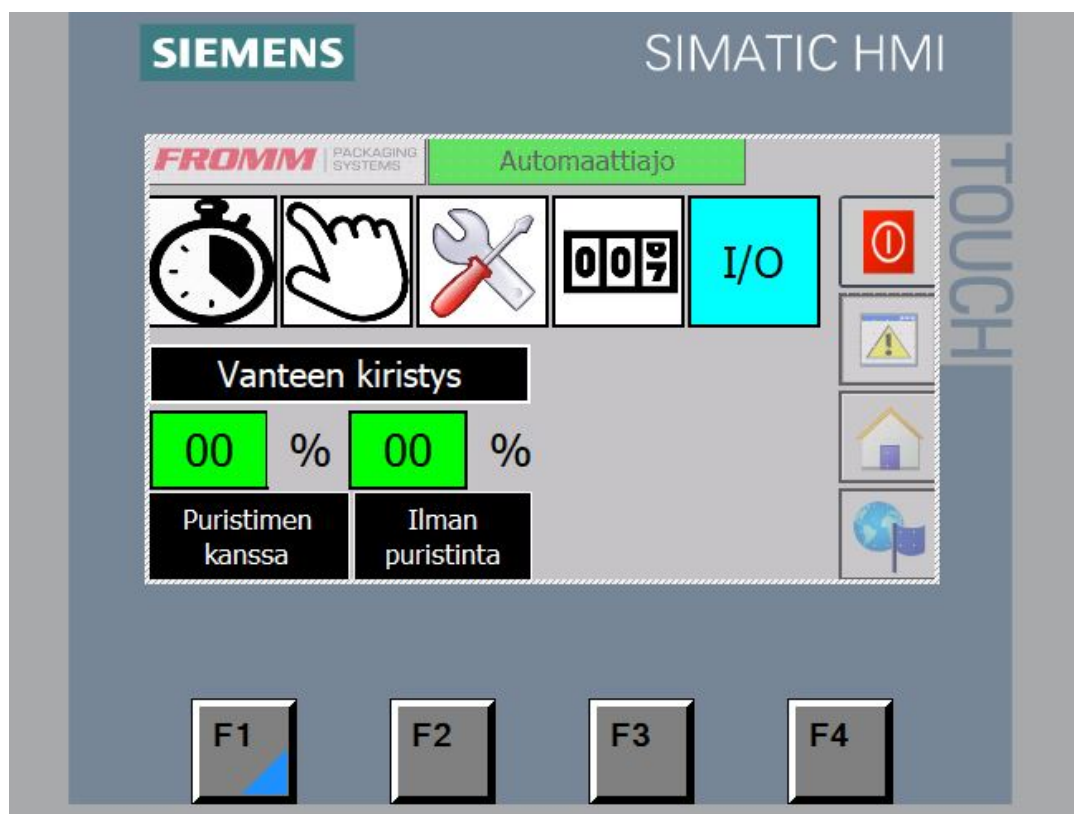 SIEMENS
SIMATIC HMI
TOUCH
FROMM PACKAGING
SYSTEMS
Automaattiajo
007
I/O
Vanteen kiristys
00 % 00 %
Puristimen
kanssa
Ilman
puristinta
F1 F2 F3 F4